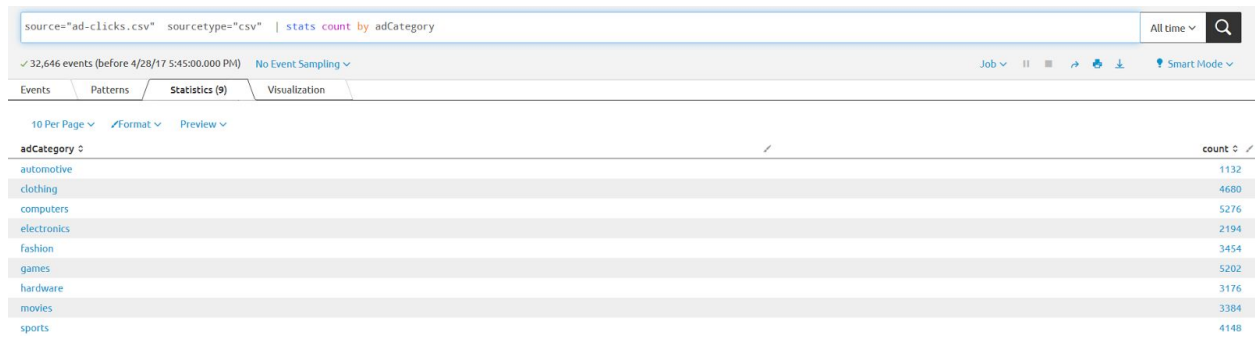 source="ad-clicks.csv" sourcetype="csv" | stats count by adCategory All time
32,646 events (before 4/28/17 5:45:00.000 PM) No Event Sampling Job Smart Mode
Events Patterns Statistics (9) Visualization
10 Per Page Format Preview
adCategory count
automotive 1132
clothing 4680
computers 5276
electronics 2194
fashion 3454
games 5202
hardware 3176
movies 3384
sports 4148